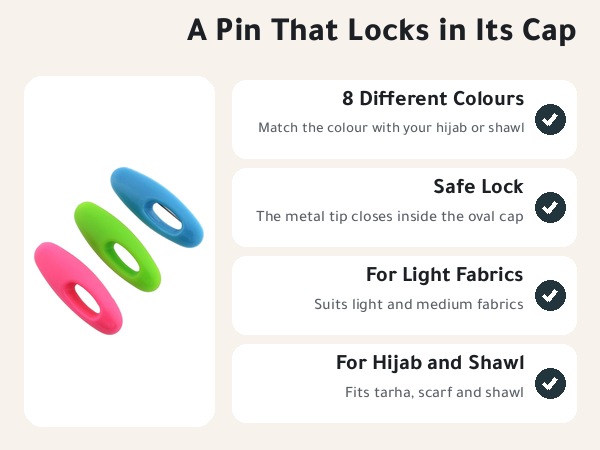 A Pin That Locks in Its Cap
8 Different Colours
Match the colour with your hijab or shawl
Safe Lock
The metal tip closes inside the oval cap
For Light Fabrics
Suits light and medium fabrics
For Hijab and Shawl
Fits tarha, scarf and shawl